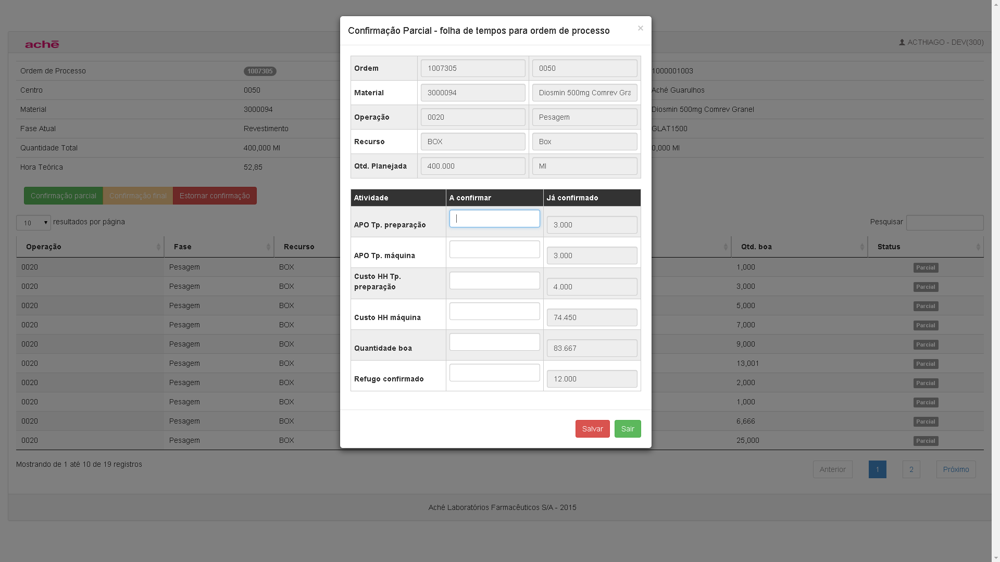 Confirmação Parcial - folha de tempos para ordem de processo
×
aché
ACTHIAGO - DEV(300)
Ordem de Processo 1007305 1000001003
Centro 0050 Aché Guarulhos
Material 3000094 Diosmin 500mg Comrev Granel
Fase Atual Revestimento GLAT1500
Quantidade Total 400,000 MI 0,000 MI
Hora Teórica 52,85
Confirmação parcial Confirmação final Estornar confirmação
10 resultados por página
Pesquisar
Ordem 1007305 0050
Material 3000094 Diosmin 500mg Comrev Gra
Operação 0020 Pesagem
Recurso BOX Box
Qtd. Planejada 400.000 MI
Atividade A confirmar Já confirmado
APO Tp. preparação 3.000
APO Tp. máquina 3.000
Custo HH Tp.
preparação 4.000
Custo HH máquina 74.450
Quantidade boa 83.667
Refugo confirmado 12.000
Salvar Sair
Operação Fase Recurso Qtd. boa Status
0020 Pesagem BOX 1,000 Parcial
0020 Pesagem BOX 3,000 Parcial
0020 Pesagem BOX 5,000 Parcial
0020 Pesagem BOX 7,000 Parcial
0020 Pesagem BOX 9,000 Parcial
0020 Pesagem BOX 13,001 Parcial
0020 Pesagem BOX 2,000 Parcial
0020 Pesagem BOX 1,000 Parcial
0020 Pesagem BOX 6,666 Parcial
0020 Pesagem BOX 25,000 Parcial
Mostrando de 1 até 10 de 19 registros
Anterior 1 2 Próximo
Aché Laboratórios Farmacêuticos S/A - 2015